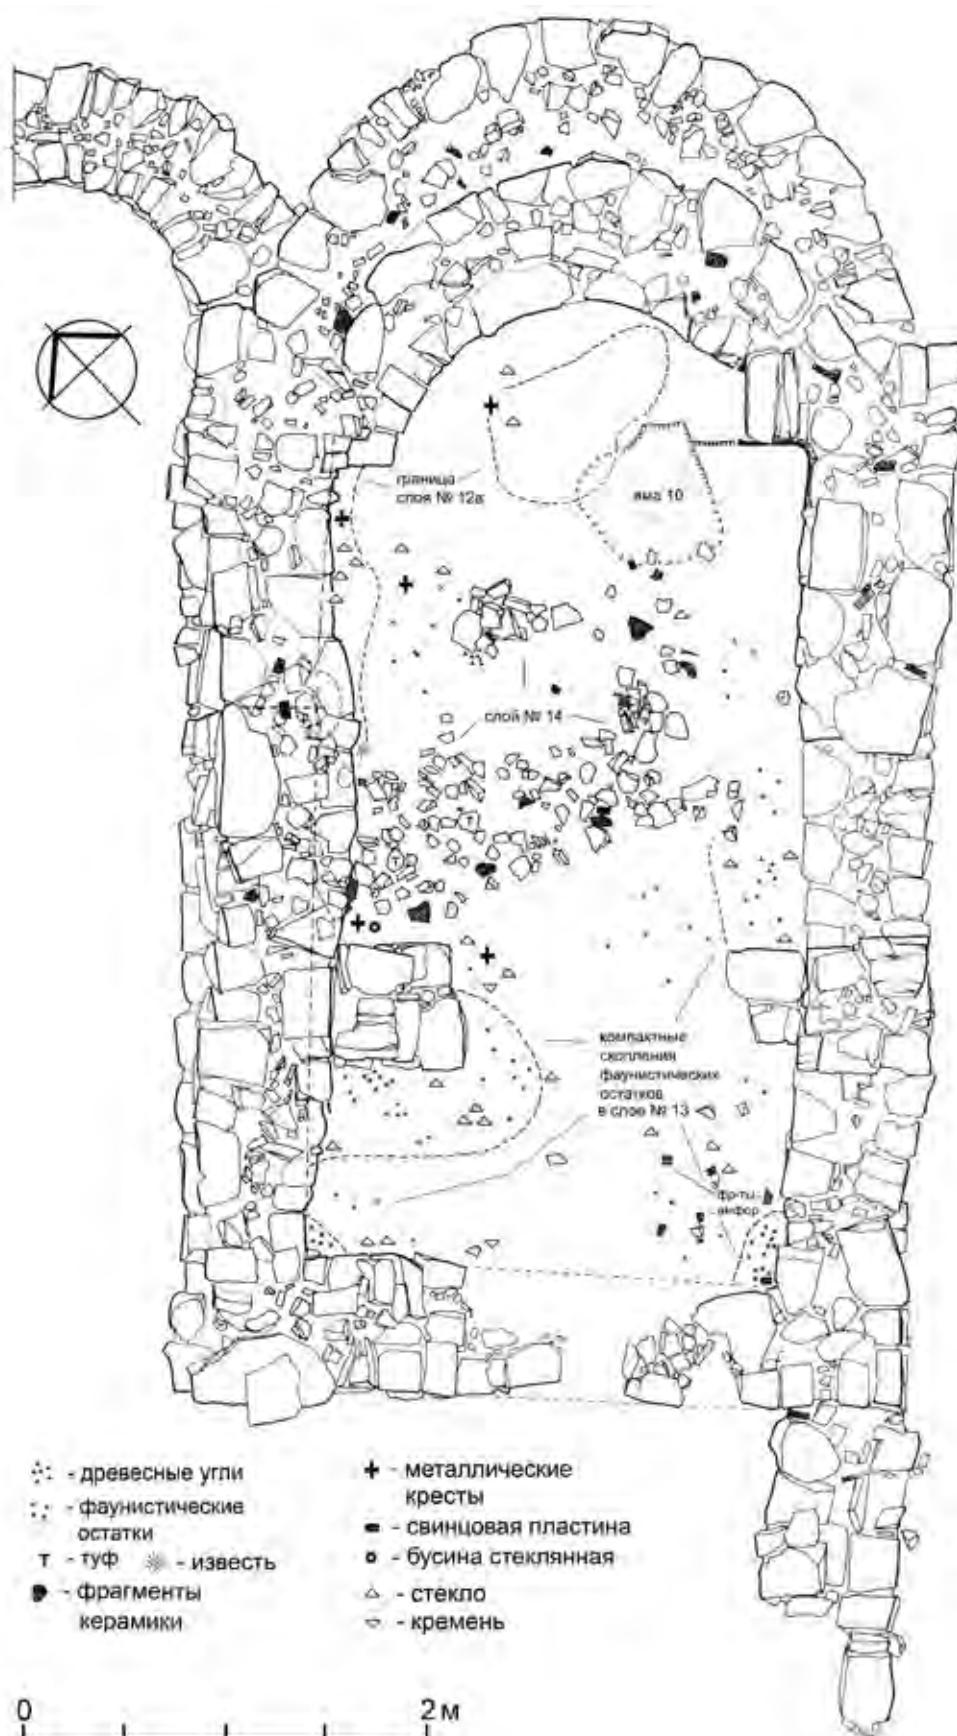 граница
слоя № 12а
яма 10
слой № 14
компактные
скопления
фаунистических
остатков
в слое № 13
фр-ты
амфор
- древесные угли
- фаунистические
остатки
т - туф - известь
- фрагменты
керамики
- металлические
кресты
- свинцовая пластина
- бусина стеклянная
- стекло
- кремень
0 2 м